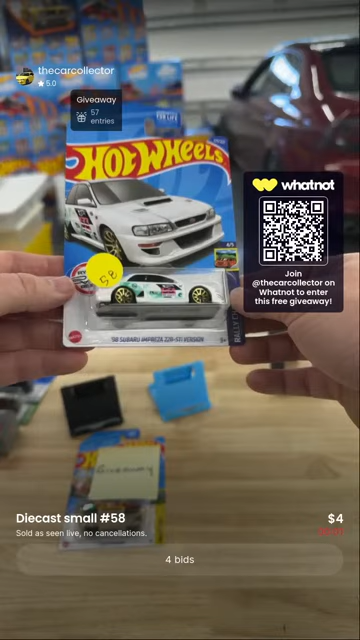 thecarcollector
★ 5.0
Giveaway
57
entries
FOR LIFE
HOT WHEELS
whatnot
Join
@thecarcollector on
Whatnot to enter
this free giveaway!
58
'98 SUBARU IMPREZA 22B-STI VERSION
Giveaway
Diecast small #58
$4
Sold as seen live, no cancellations.
4 bids